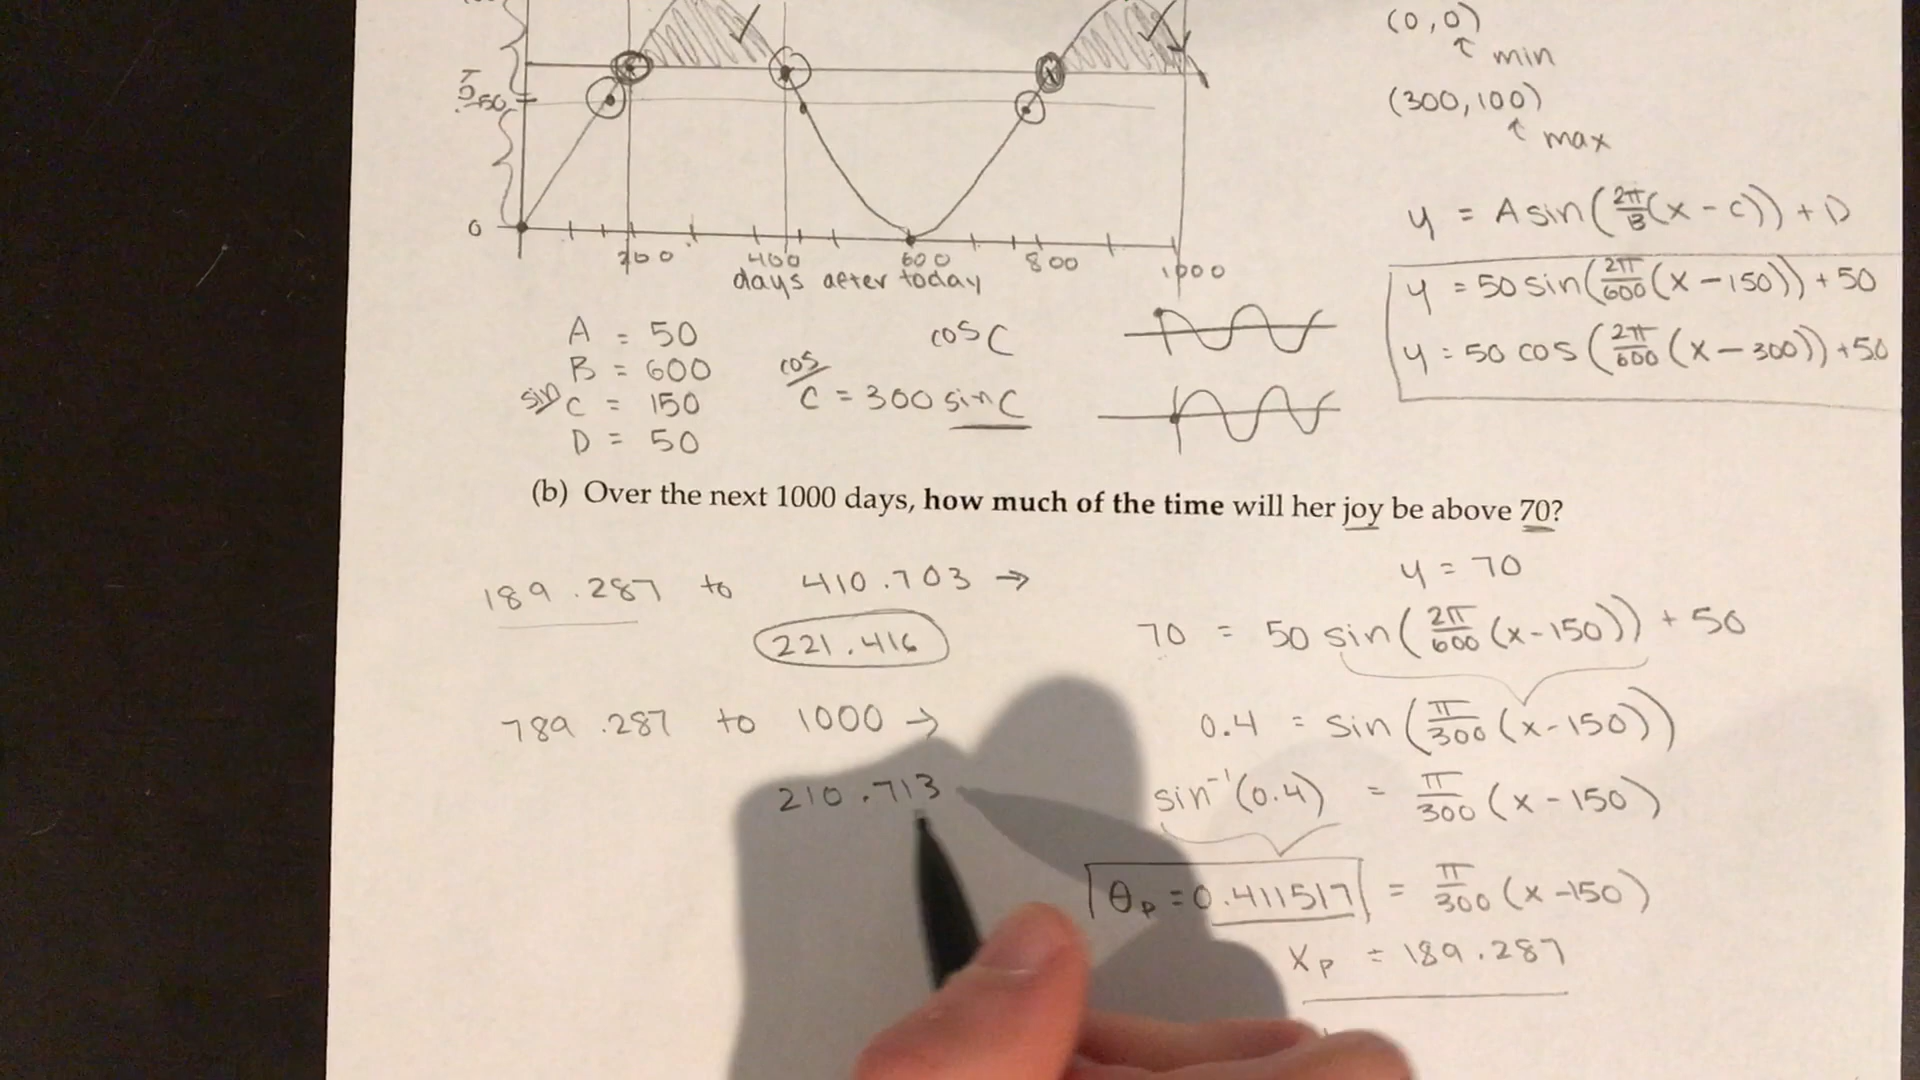 (0,0)
↑ min
(300,100)
↑ max
50
0
200 400 600 800 1000
days after today
y = A sin(2π/B(x - c)) + D
y = 50 sin(2π/600(x - 150)) + 50
y = 50 cos(2π/600(x - 300)) + 50
A = 50
B = 600
sin C = 150
D = 50
cos C
cos
C = 300 sin C
(b) Over the next 1000 days, how much of the time will her joy be above 70?
189.287 to 410.703 →
221.416
789.287 to 1000 →
210.713
y = 70
70 = 50 sin(2π/600(x-150)) + 50
0.4 = sin(π/300(x-150))
sin⁻¹(0.4) = π/300(x-150)
θp = 0.411517 = π/300(x-150)
xp = 189.287